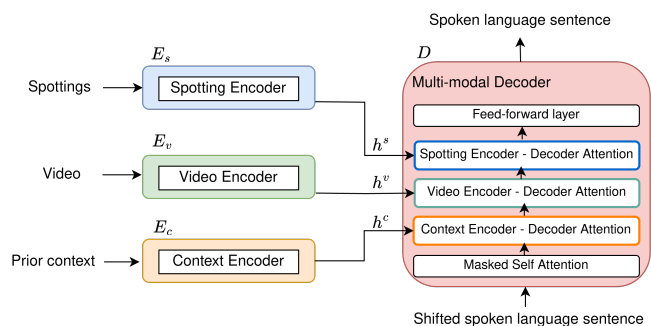 Spoken language sentence
E_s
D
Spottings
Spotting Encoder
Multi-modal Decoder
Feed-forward layer
h^s
Spotting Encoder - Decoder Attention
E_v
Video
Video Encoder
h^v
Video Encoder - Decoder Attention
h^c
Context Encoder - Decoder Attention
E_c
Prior context
Context Encoder
Masked Self Attention
Shifted spoken language sentence